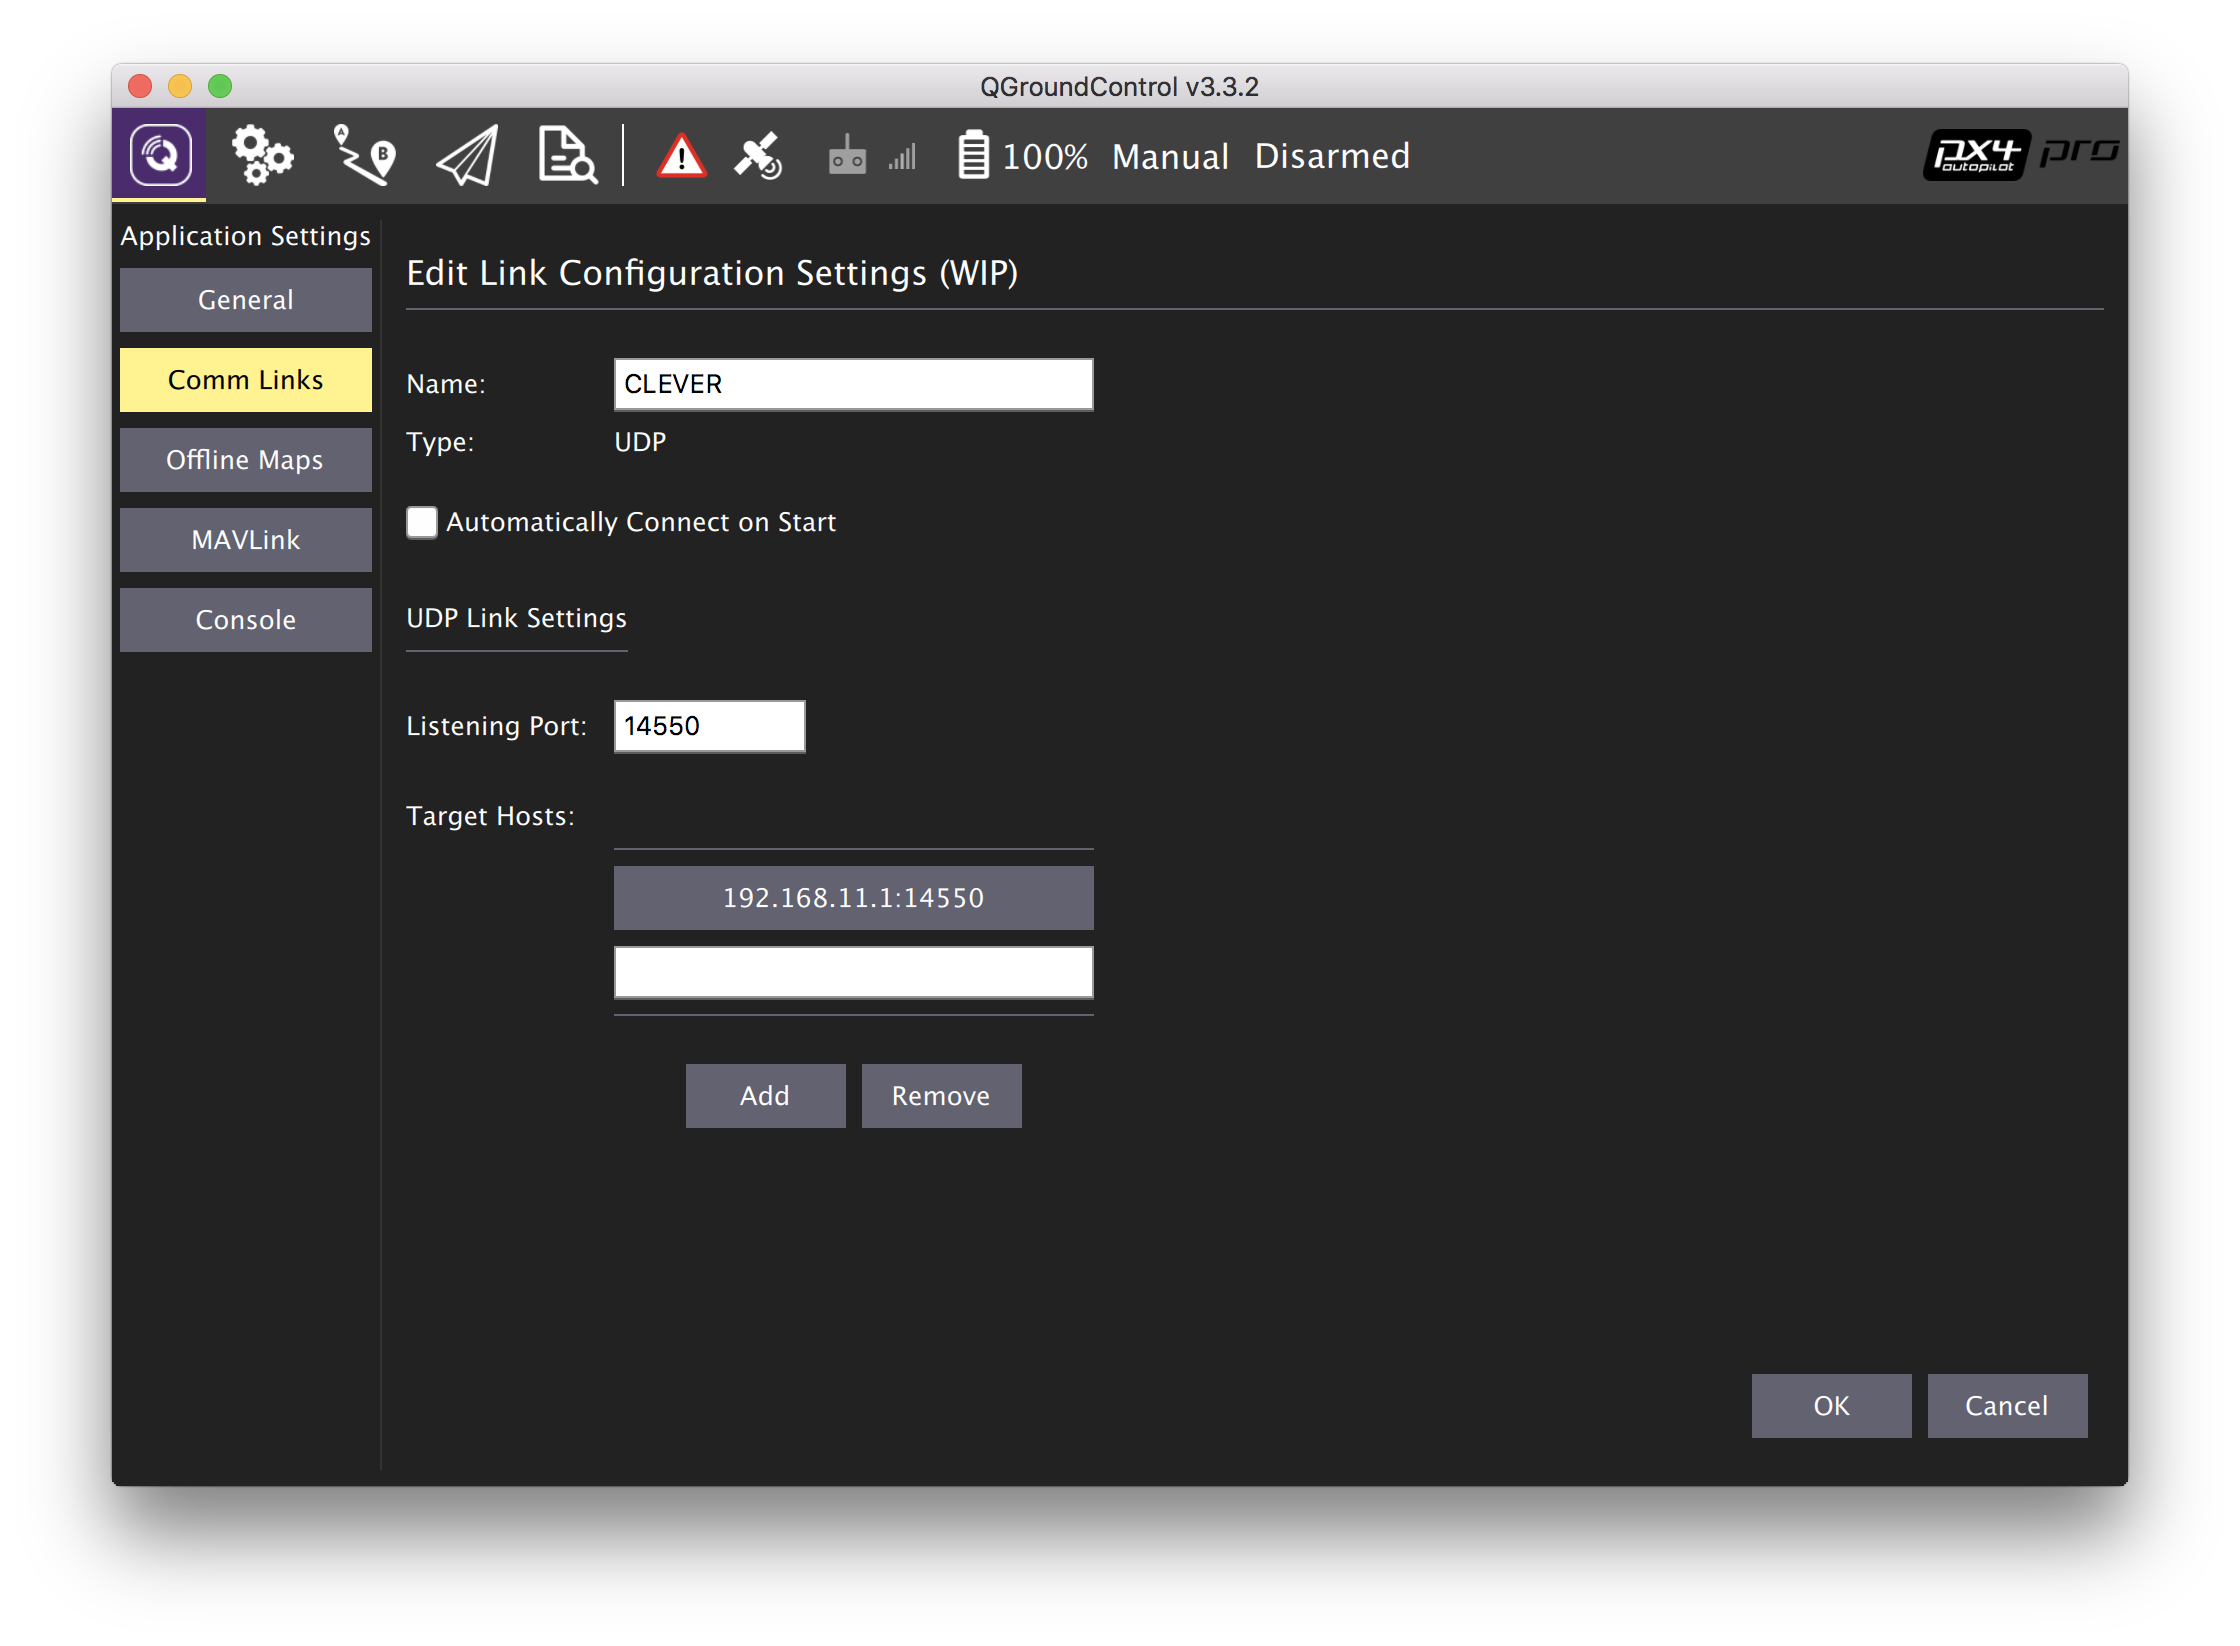 QGroundControl v3.3.2
A B 100% Manual Disarmed px4 autopilot pro
Application Settings
General
Comm Links
Offline Maps
MAVLink
Console
Edit Link Configuration Settings (WIP)
Name: CLEVER
Type: UDP
Automatically Connect on Start
UDP Link Settings
Listening Port: 14550
Target Hosts:
192.168.11.1:14550
Add Remove
OK Cancel